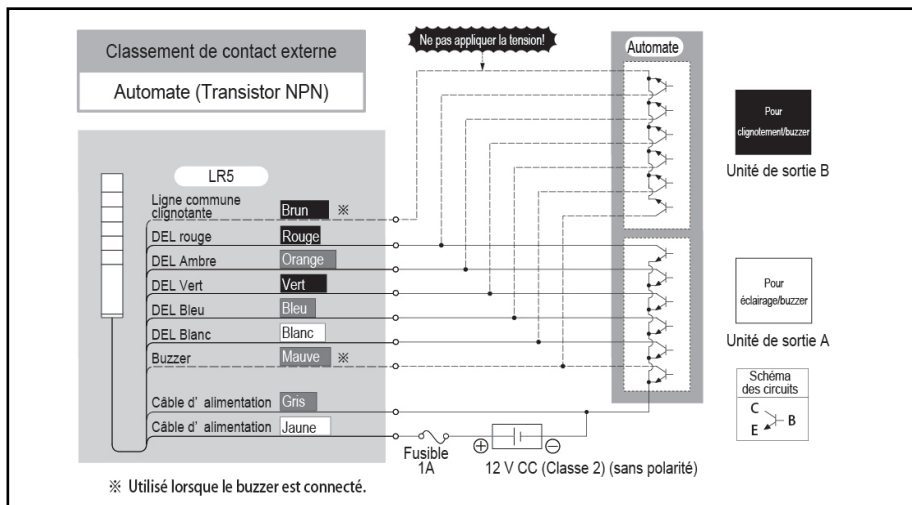 Classement de contact externe
Automate (Transistor NPN)
Ne pas appliquer la tension!
Automate
Pour
clignotement/buzzer
Unité de sortie B
LR5
Ligne commune
clignotante
Brun ※
DEL rouge Rouge
DEL Ambre Orange
DEL Vert Vert
DEL Bleu Bleu
DEL Blanc Blanc
Buzzer Mauve ※
Câble d' alimentation Gris
Câble d' alimentation Jaune
Pour
éclairage/buzzer
Unité de sortie A
Schéma
des circuits
C
B
E
Fusible
1A
+ −
12 V CC (Classe 2) (sans polarité)
※ Utilisé lorsque le buzzer est connecté.